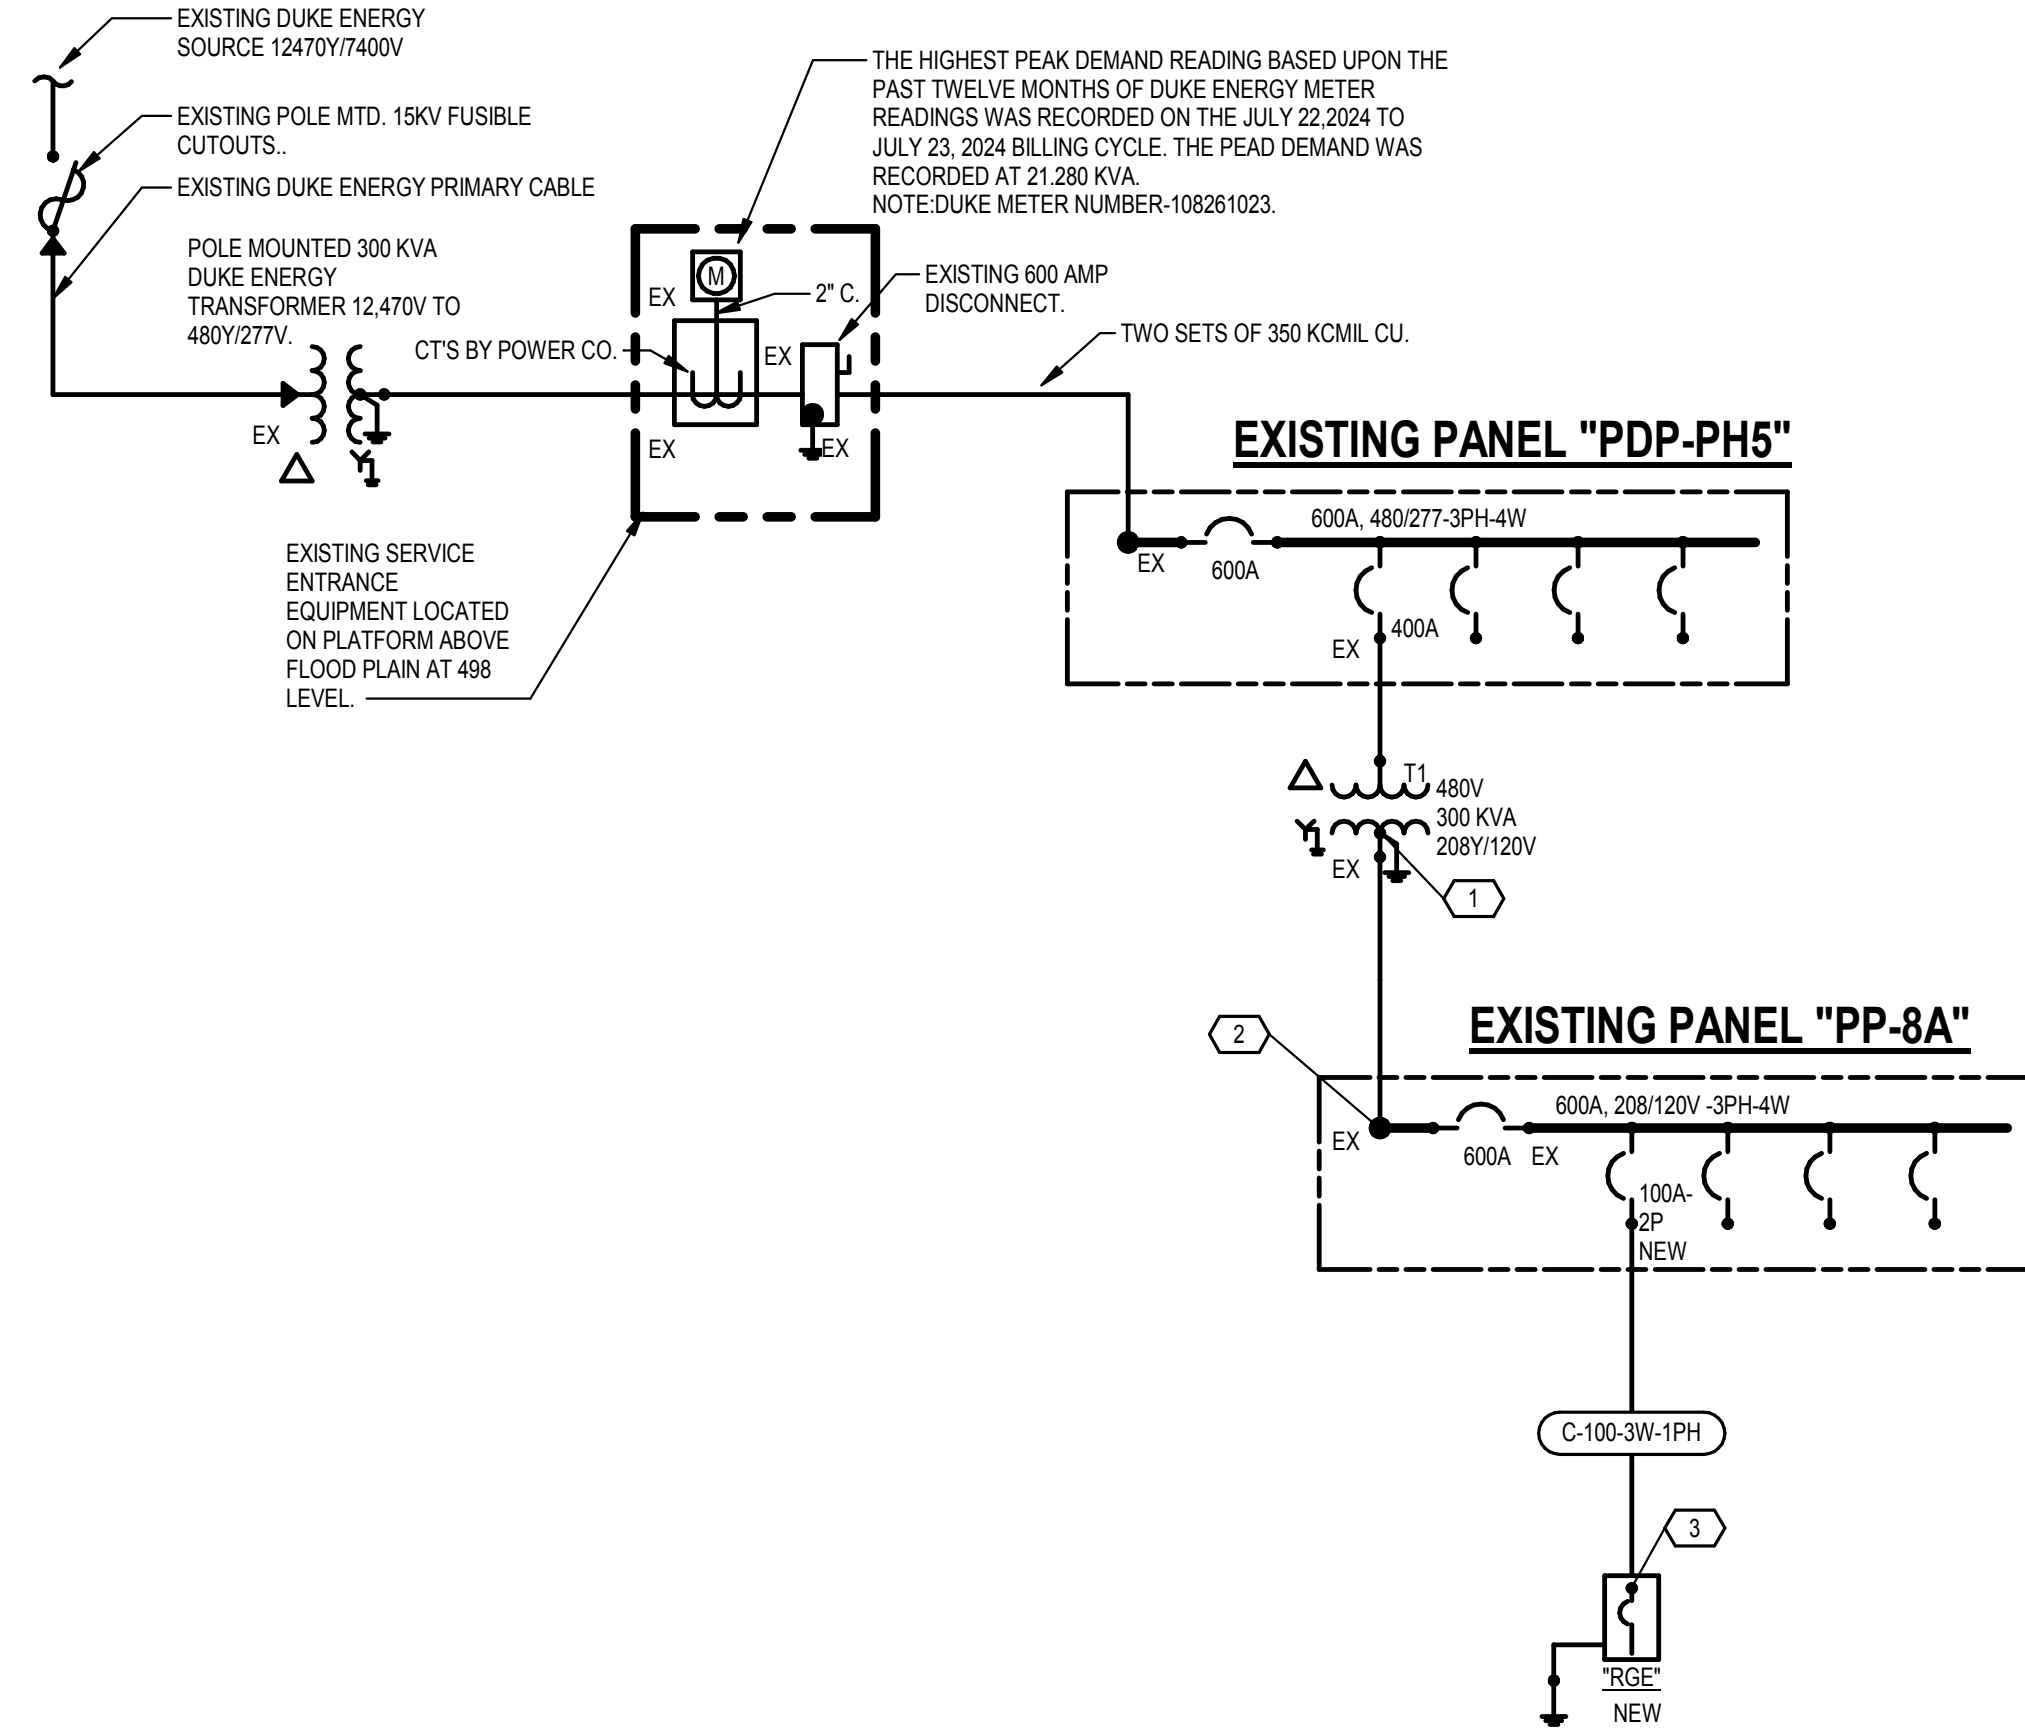 EXISTING DUKE ENERGY
SOURCE 12470Y/7400V
EXISTING POLE MTD. 15KV FUSIBLE
CUTOUTS..
EXISTING DUKE ENERGY PRIMARY CABLE
POLE MOUNTED 300 KVA
DUKE ENERGY
TRANSFORMER 12,470V TO
480Y/277V.
EX
CT'S BY POWER CO.
THE HIGHEST PEAK DEMAND READING BASED UPON THE
PAST TWELVE MONTHS OF DUKE ENERGY METER
READINGS WAS RECORDED ON THE JULY 22,2024 TO
JULY 23, 2024 BILLING CYCLE. THE PEAD DEMAND WAS
RECORDED AT 21.280 KVA.
NOTE:DUKE METER NUMBER-108261023.
M
EX
2" C.
EX
EX
EX
EXISTING 600 AMP
DISCONNECT.
TWO SETS OF 350 KCMIL CU.
EXISTING SERVICE
ENTRANCE
EQUIPMENT LOCATED
ON PLATFORM ABOVE
FLOOD PLAIN AT 498
LEVEL.
EXISTING PANEL "PDP-PH5"
600A, 480/277-3PH-4W
EX
600A
400A
EX
T1
480V
300 KVA
208Y/120V
EX
1
2
EXISTING PANEL "PP-8A"
600A, 208/120V -3PH-4W
EX
600A
EX
100A-
2P
NEW
C-100-3W-1PH
3
"RGE"
NEW